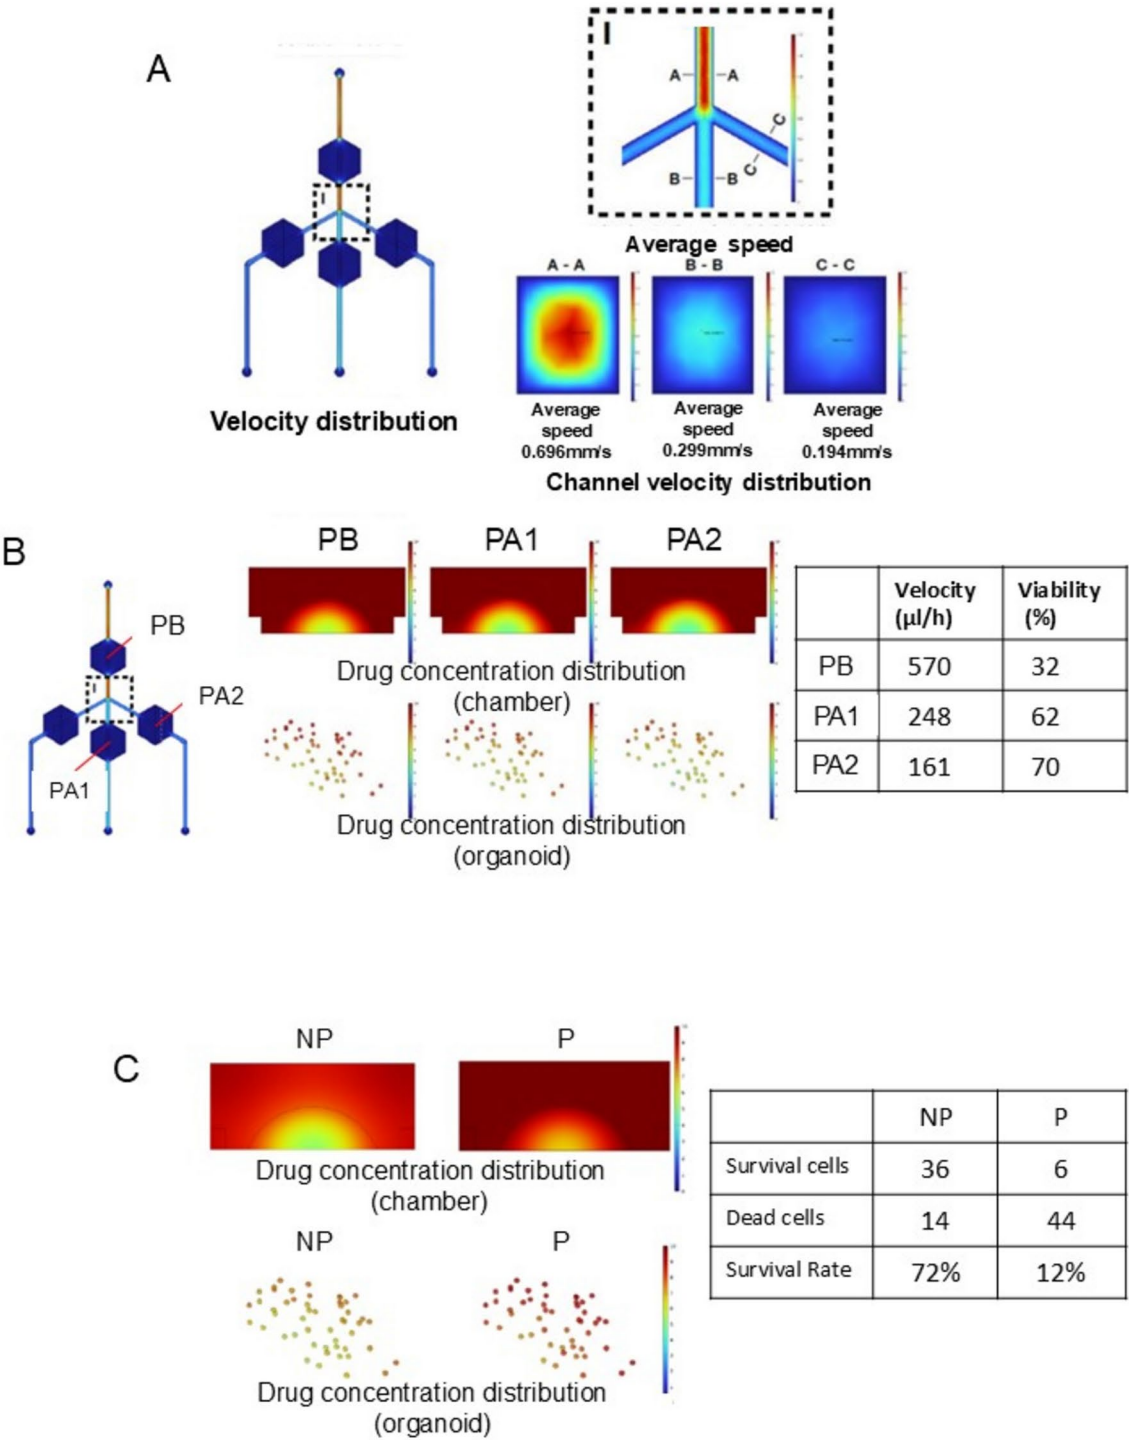 A
I
I
A
A
B
B
C
C
Average speed
A - A
B - B
C - C
Average
speed
0.696mm/s
Average
speed
0.299mm/s
Average
speed
0.194mm/s
Velocity distribution
Channel velocity distribution
B
PB
PA2
PA1
I
PB
PA1
PA2
Drug concentration distribution
(chamber)
Drug concentration distribution
(organoid)
Velocity
(μl/h)
Viability
(%)
PB 570 32
PA1 248 62
PA2 161 70
C
NP
P
Drug concentration distribution
(chamber)
NP
P
Drug concentration distribution
(organoid)
NP P
Survival cells 36 6
Dead cells 14 44
Survival Rate 72% 12%